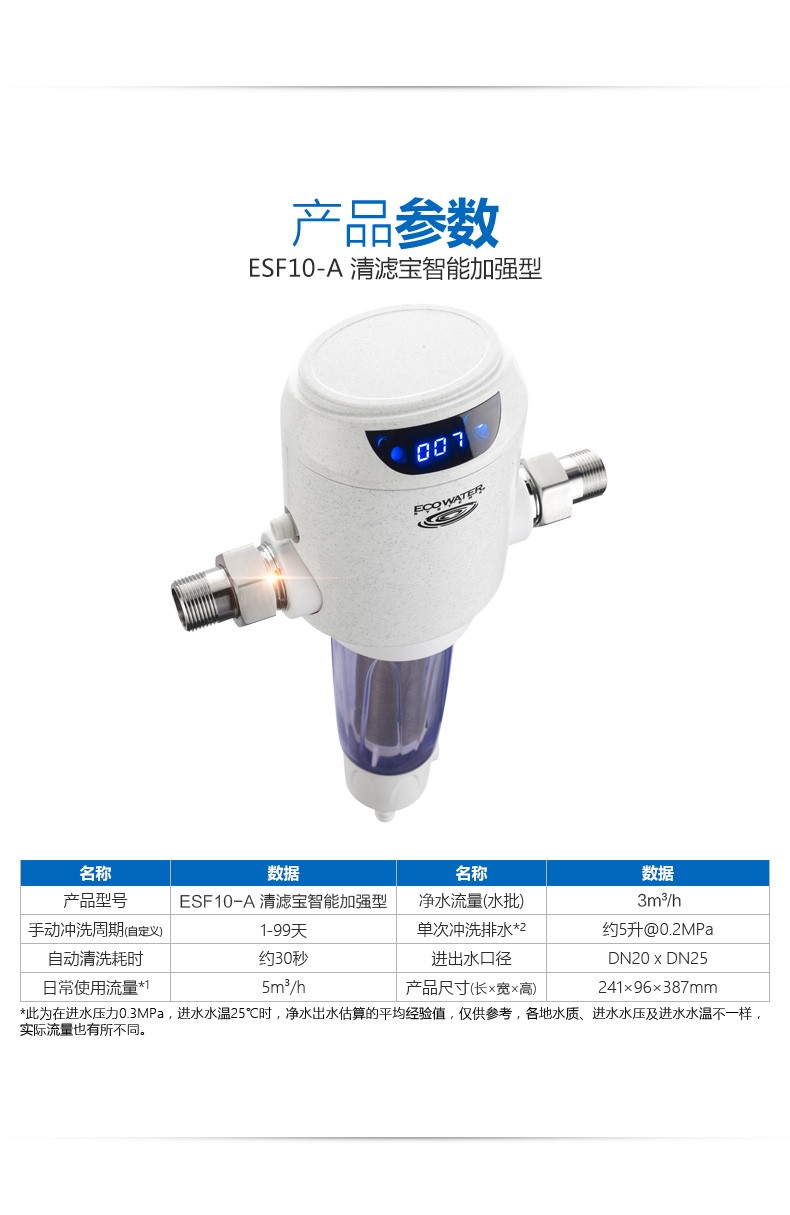 产品参数
ESF10-A 清滤宝智能加强型
007
ECOWATER
SYSTEMS
名称 数据 名称 数据
产品型号 ESF10-A 清滤宝智能加强型 净水流量(水批) 3m³/h
手动冲洗周期(自定义) 1-99天 单次冲洗排水*2 约5升@0.2MPa
自动清洗耗时 约30秒 进出水口径 DN20 x DN25
日常使用流量*1 5m³/h 产品尺寸(长×宽×高) 241×96×387mm
*此为在进水压力0.3MPa，进水水温25℃时，净水出水估算的平均经验值，仅供参考，各地水质、进水水压及进水水温不一样，
实际流量也有所不同。